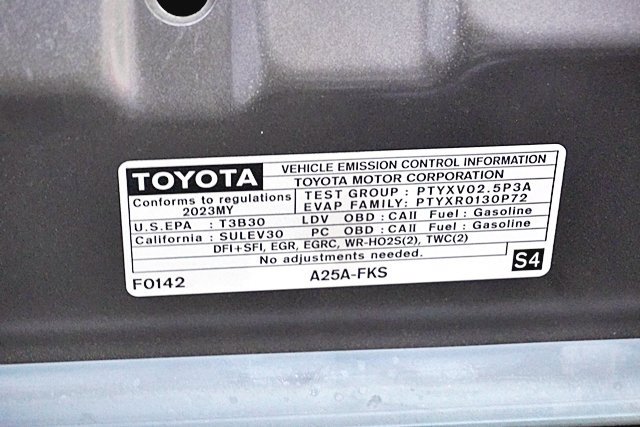 TOYOTA VEHICLE EMISSION CONTROL INFORMATION
TOYOTA MOTOR CORPORATION
Conforms to regulations
2023MY
TEST GROUP : PTYXV02.5P3A
EVAP FAMILY: PTYXR0130P72
U.S.EPA : T3B30 LDV OBD : CAII Fuel : Gasoline
California : SULEV30 PC OBD : CAII Fuel : Gasoline
DFI+SFI, EGR, EGRC, WR-HO2S(2), TWC(2)
No adjustments needed.
S4
F0142 A25A-FKS